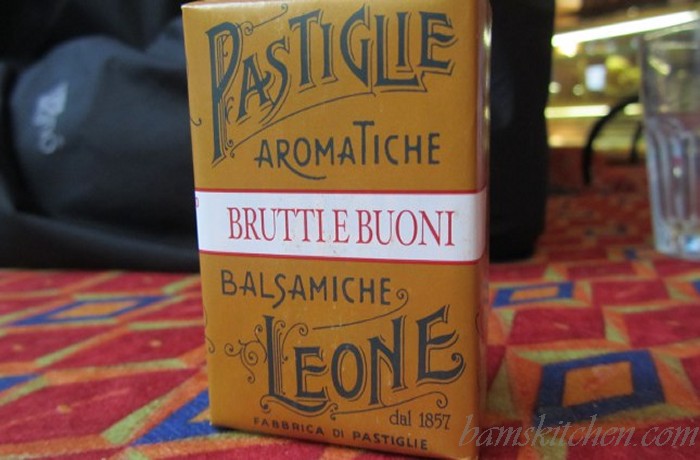 PASTIGLIE
AROMATICHE
BRUTTI E BUONI
BALSAMICHE
LEONE
dal 1857
FABBRICA DI PASTIGLIE
bamskitchen.com